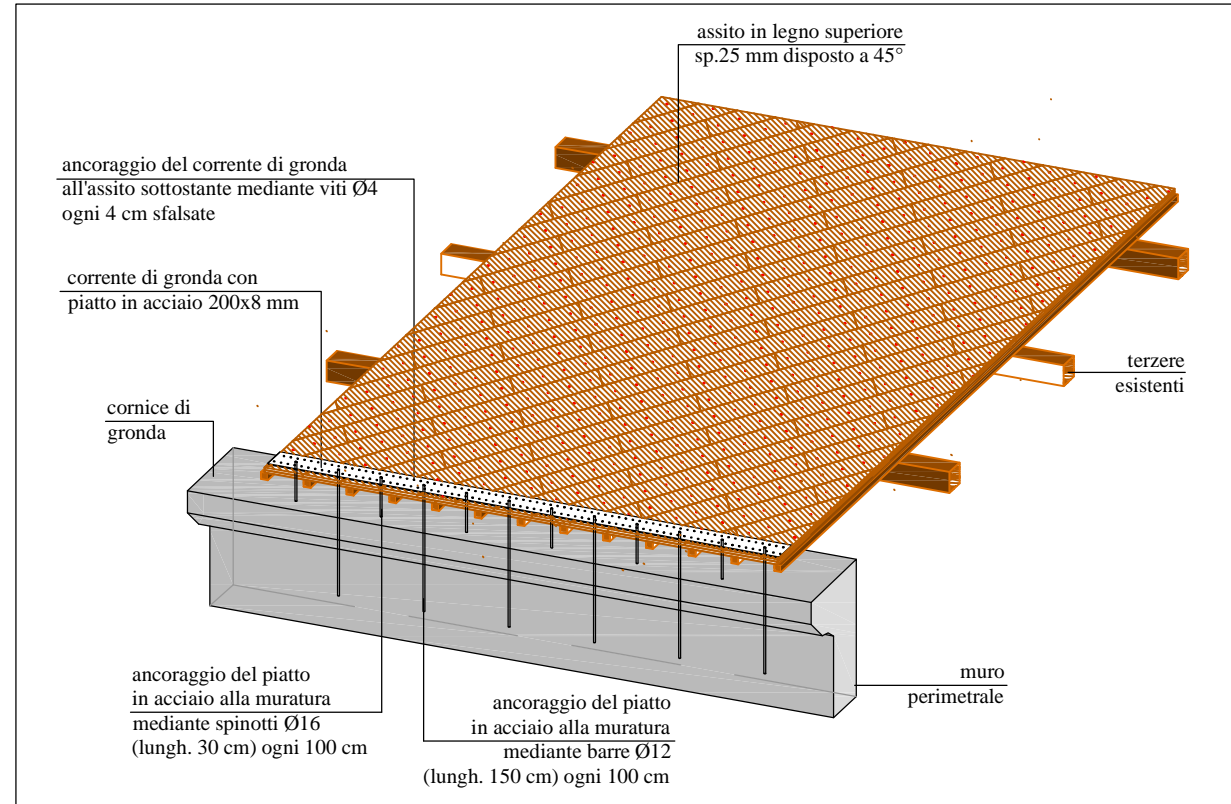 assito in legno superiore
sp.25 mm disposto a 45°
ancoraggio del corrente di gronda
all'assito sottostante mediante viti Ø4
ogni 4 cm sfalsate
corrente di gronda con
piatto in acciaio 200x8 mm
terzere
esistenti
cornice di
gronda
ancoraggio del piatto
in acciaio alla muratura
mediante spinotti Ø16
(lungh. 30 cm) ogni 100 cm
ancoraggio del piatto
in acciaio alla muratura
mediante barre Ø12
(lungh. 150 cm) ogni 100 cm
muro
perimetrale